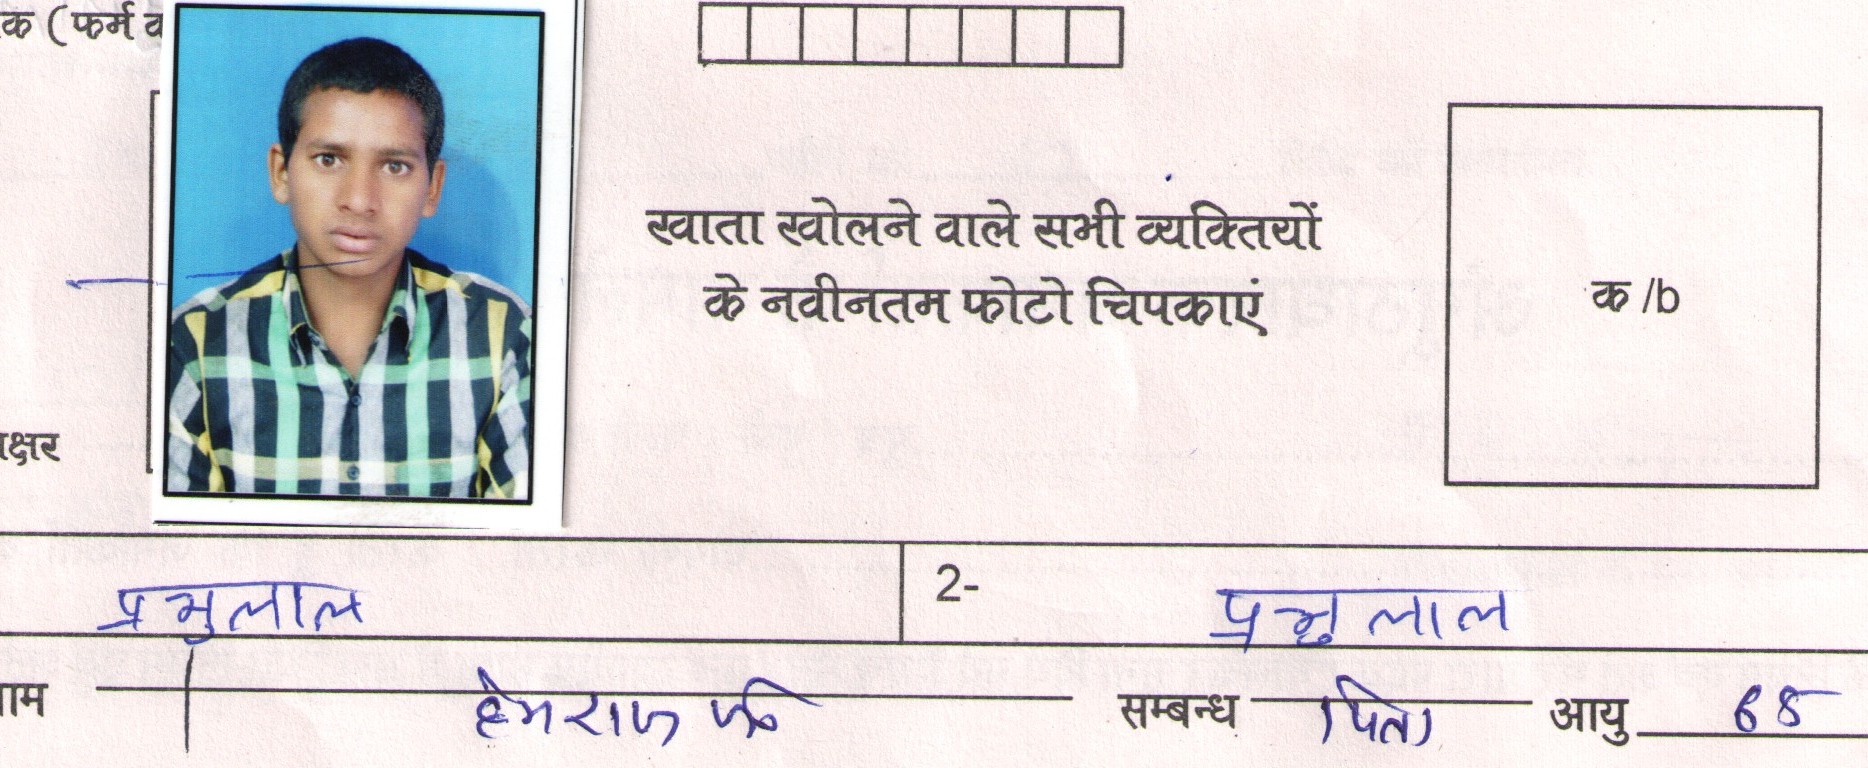 क (फर्म
खाता खोलने वाले सभी व्यक्तियों
के नवीनतम फोटो चिपकाएं
क /b
क्षर
प्रभुलाल
2- प्रभुलाल
नाम हेमराज जी सम्बन्ध पिता आयु 68